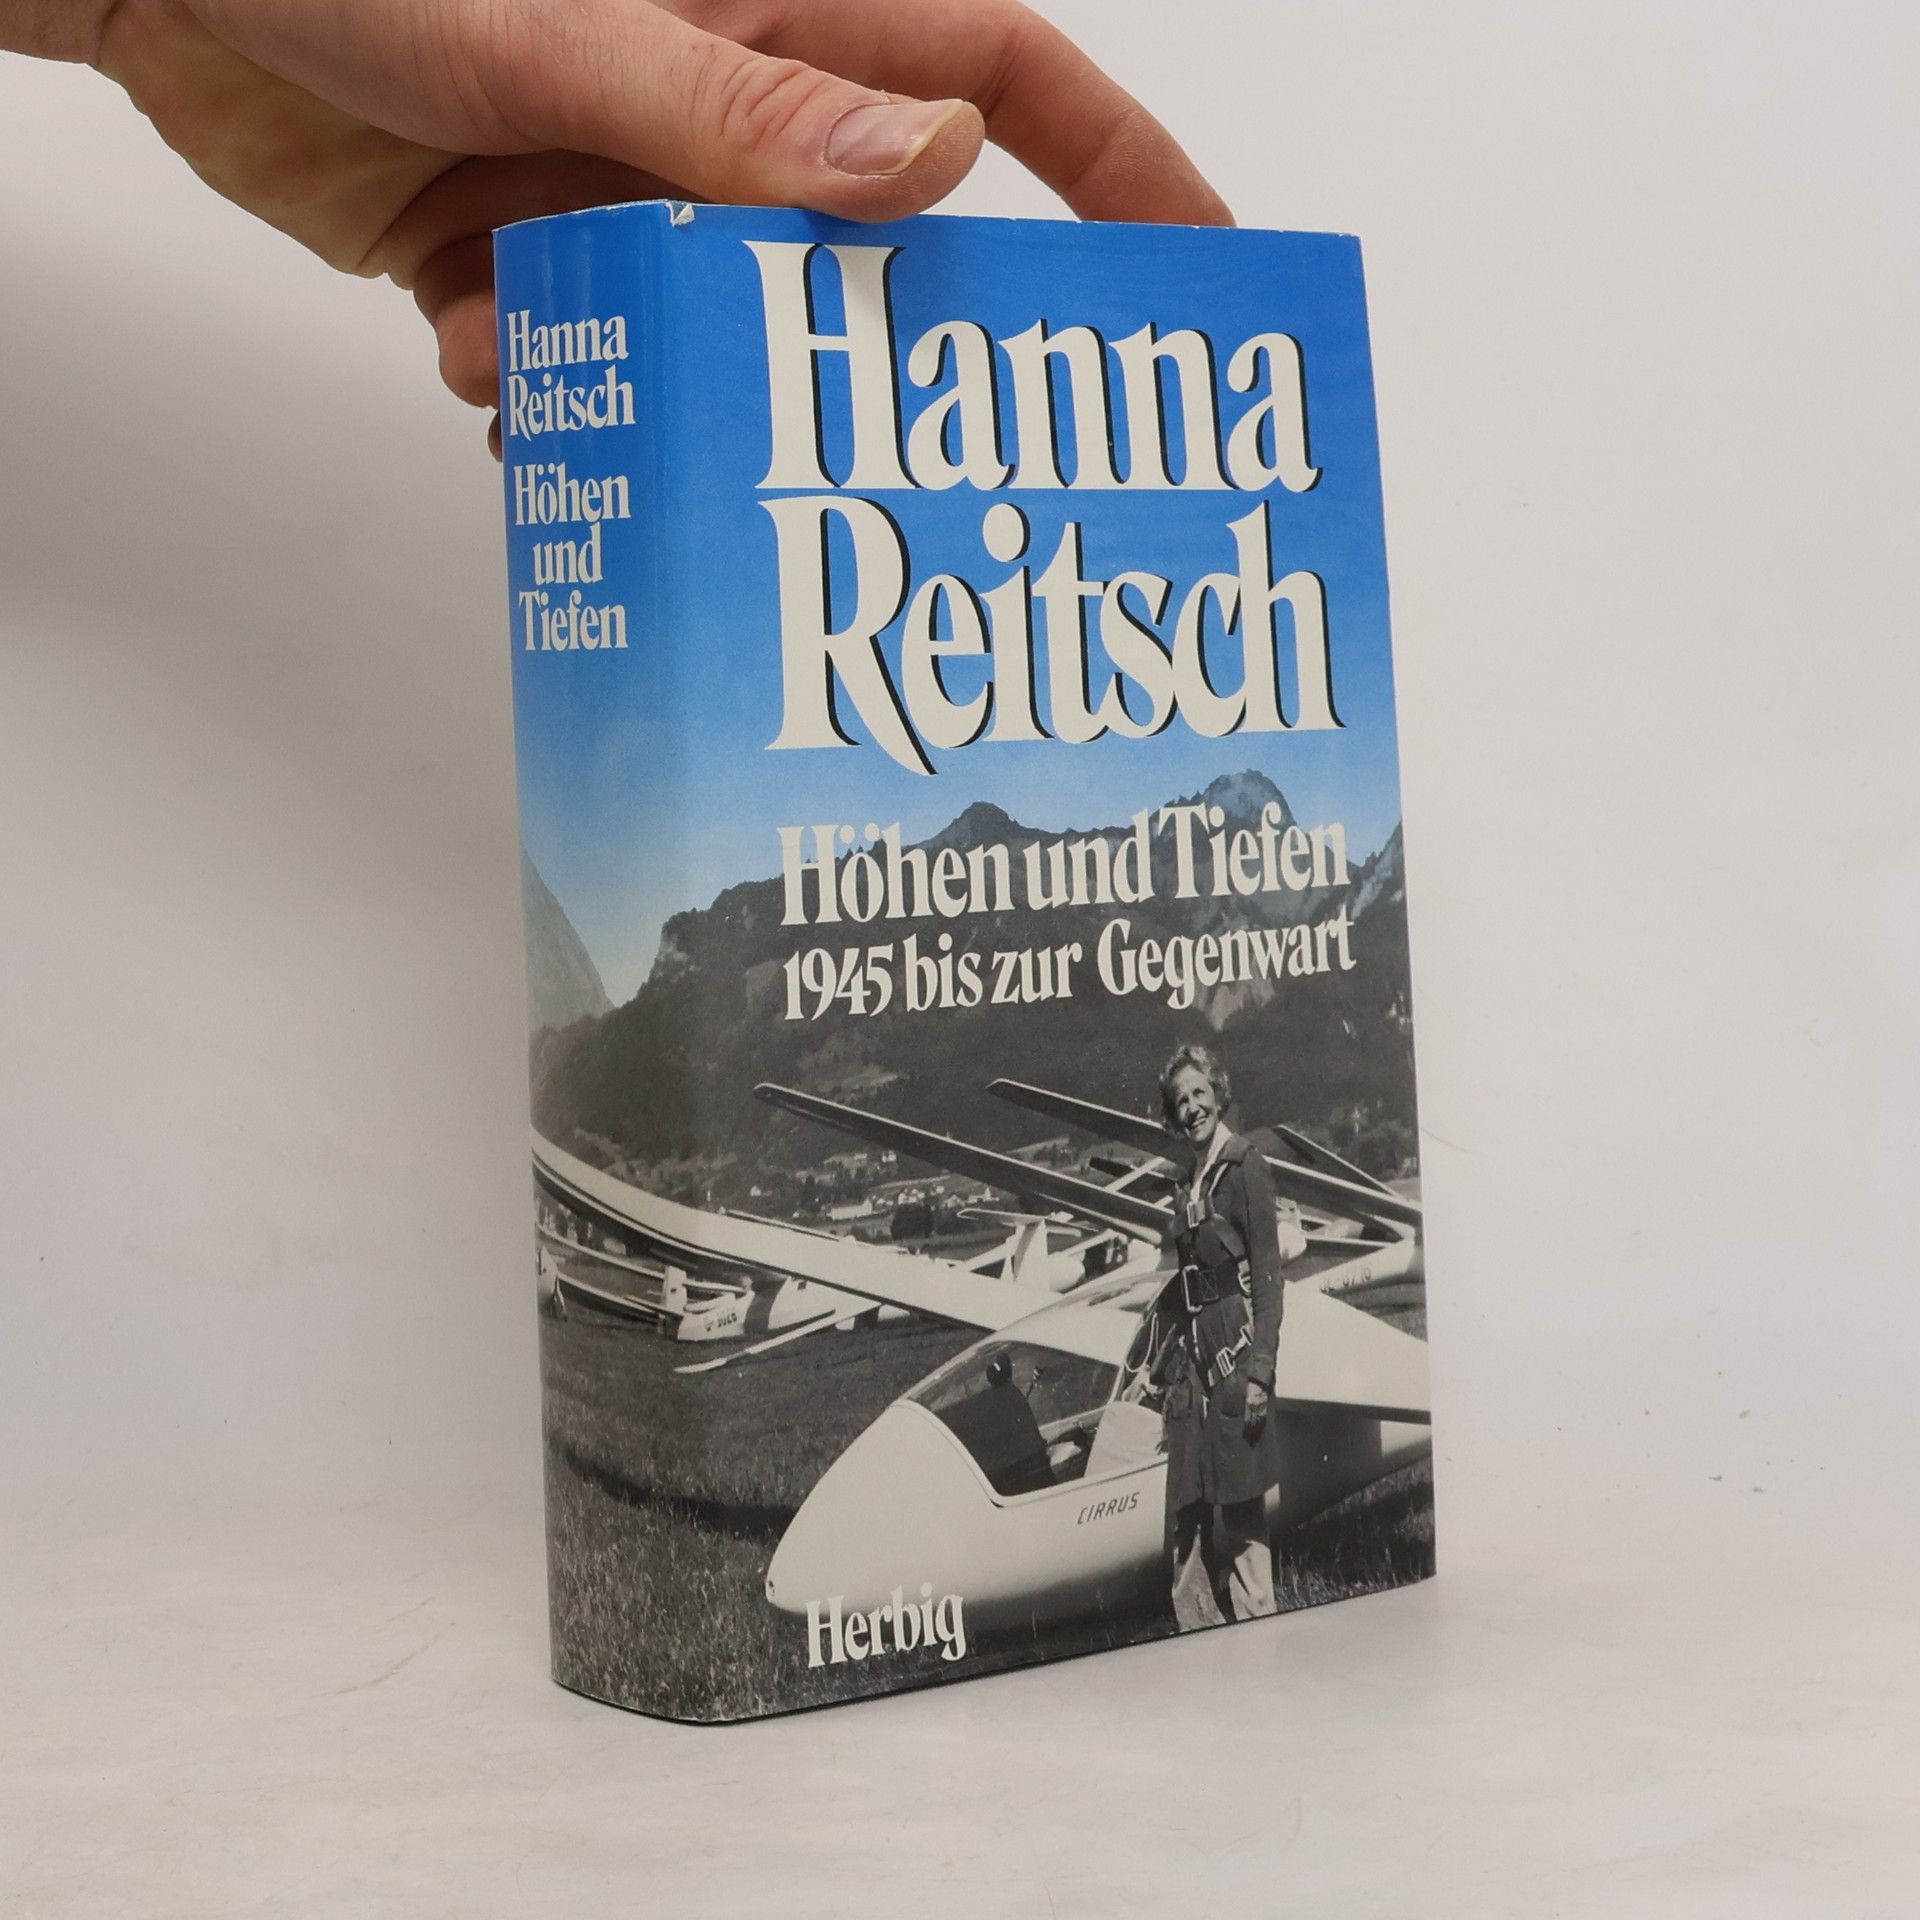 Hanna
Reitsch
Höhen
und
Tiefen
Hanna
Reitsch
Höhen und Tiefen
1945 bis zur Gegenwart
CIRRUS
Herbig